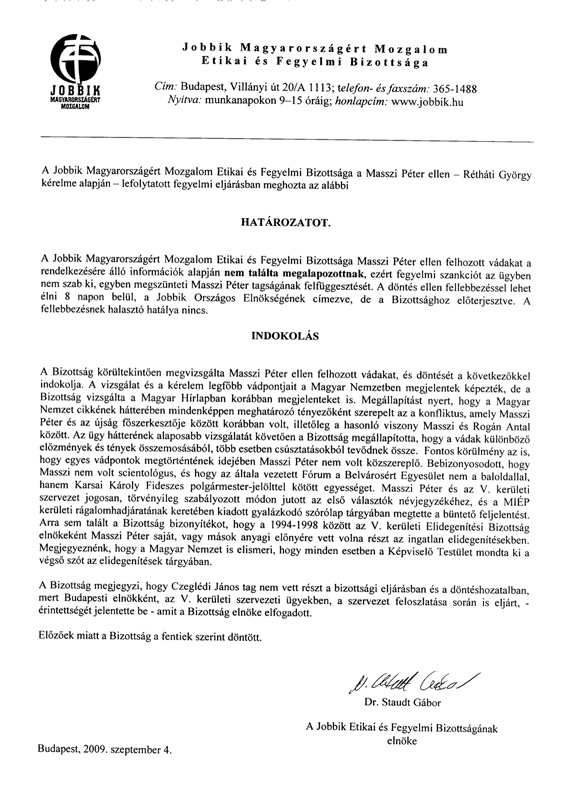 JOBBIK
MAGYARORSZÁGÉRT
MOZGALOM
Jobbik Magyarországért Mozgalom
Etikai és Fegyelmi Bizottsága
Cím: Budapest, Villányi út 20/A 1113; telefon- és faxszám: 365-1488
Nyitva: munkanapokon 9–15 óráig; honlapcím: www.jobbik.hu
A Jobbik Magyarországért Mozgalom Etikai és Fegyelmi Bizottsága a Masszi Péter ellen – Rétháti György
kérelme alapján – lefolytatott fegyelmi eljárásban meghozta az alábbi
HATÁROZATOT.
A Jobbik Magyarországért Mozgalom Etikai és Fegyelmi Bizottsága Masszi Péter ellen felhozott vádakat a
rendelkezésére álló információk alapján nem találta megalapozottnak, ezért fegyelmi szankciót az ügyben
nem szab ki, egyben megszünteti Masszi Péter tagságának felfüggesztését. A döntés ellen fellebbezéssel lehet
élni 8 napon belül, a Jobbik Országos Elnökségének címezve, de a Bizottsághoz előterjesztve. A
fellebbezésnek halasztó hatálya nincs.
INDOKOLÁS
A Bizottság körültekintően megvizsgálta Masszi Péter ellen felhozott vádakat, és döntését a következőkkel
indokolja. A vizsgálat és a kérelem legfőbb vádpontjait a Magyar Nemzetben megjelentek képezték, de a
Bizottság vizsgálta a Magyar Hírlapban korábban megjelenteket is. Megállapítást nyert, hogy a Magyar
Nemzet cikkének hátterében mindenképpen meghatározó tényezőként szerepelt az a konfliktus, amely Masszi
Péter és az újság főszerkesztője között korábban volt, illetőleg a hasonló viszony Masszi és Rogán Antal
között. Az ügy hátterének alaposabb vizsgálatát követően a Bizottság megállapította, hogy a vádak különböző
előzmények és tények összemosásából, több esetben csúsztatásokból tevődnek össze.  Fontos körülmény az is,
hogy egyes vádpontok megtörténtének idejében Masszi Péter nem volt közszereplő. Bebizonyosodott, hogy
Masszi nem volt szcientológus, és hogy az általa vezetett Fórum a Belvárosért Egyesület nem a baloldallal,
hanem Karsai Károly Fideszes polgármester-jelölttel kötött egyességet. Masszi Péter és az V. kerületi
szervezet jogosan, törvényileg szabályozott módon jutott az első választók névjegyzékéhez, és a MIÉP
kerületi rágalomhadjáratának keretében kiadott gyalázkodó szórólap tárgyában megtette a büntető feljelentést.
Arra sem talált a Bizottság bizonyítékot, hogy a 1994-1998 között az V. kerületi Elidegenítési Bizottság
elnökeként Masszi Péter saját, vagy mások anyagi előnyére vett volna részt az ingatlan elidegenítésekben.
Megjegyeznénk, hogy a Magyar Nemzet is elismeri, hogy minden esetben a Képviselő Testület mondta ki a
végső szót az elidegenítések tárgyában.
A Bizottság megjegyzi, hogy Czeglédi János tag nem vett részt a bizottsági eljárásban és a döntéshozatalban,
mert Budapesti elnökként, az V. kerületi szervezeti ügyekben, a szervezet feloszlatása során is eljárt, -
érintettségét jelentette be - amit a Bizottság elnöke elfogadott.
Előzőek miatt a Bizottság a fentiek szerint döntött.
Dr. Staudt Gábor
A Jobbik Etikai és Fegyelmi Bizottságának
elnöke
Budapest, 2009. szeptember 4.